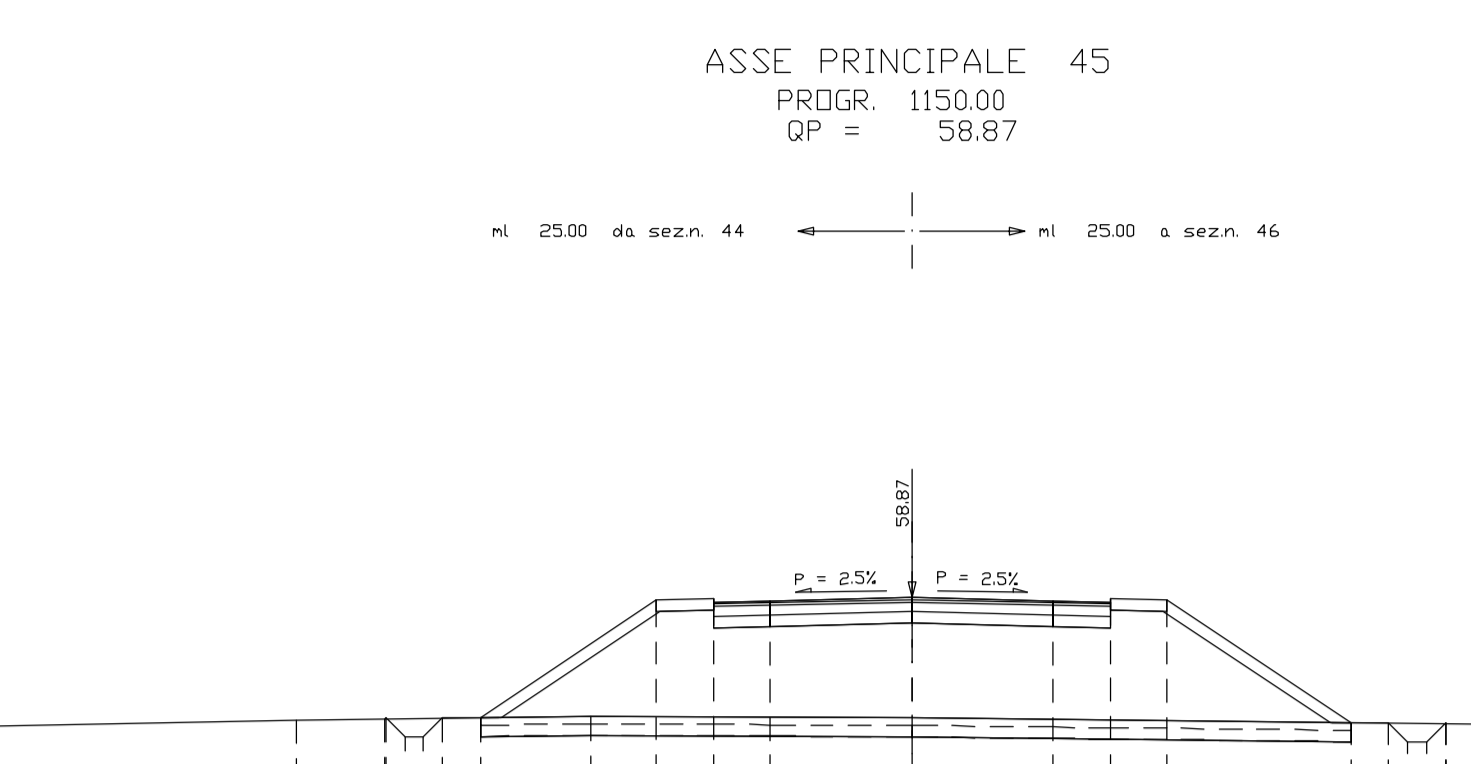 ASSE PRINCIPALE 45
PROGR. 1150.00
QP = 58.87
ml 25.00 da sez.n. 44
ml 25.00 a sez.n. 46
58.87
P = 2.5%
P = 2.5%